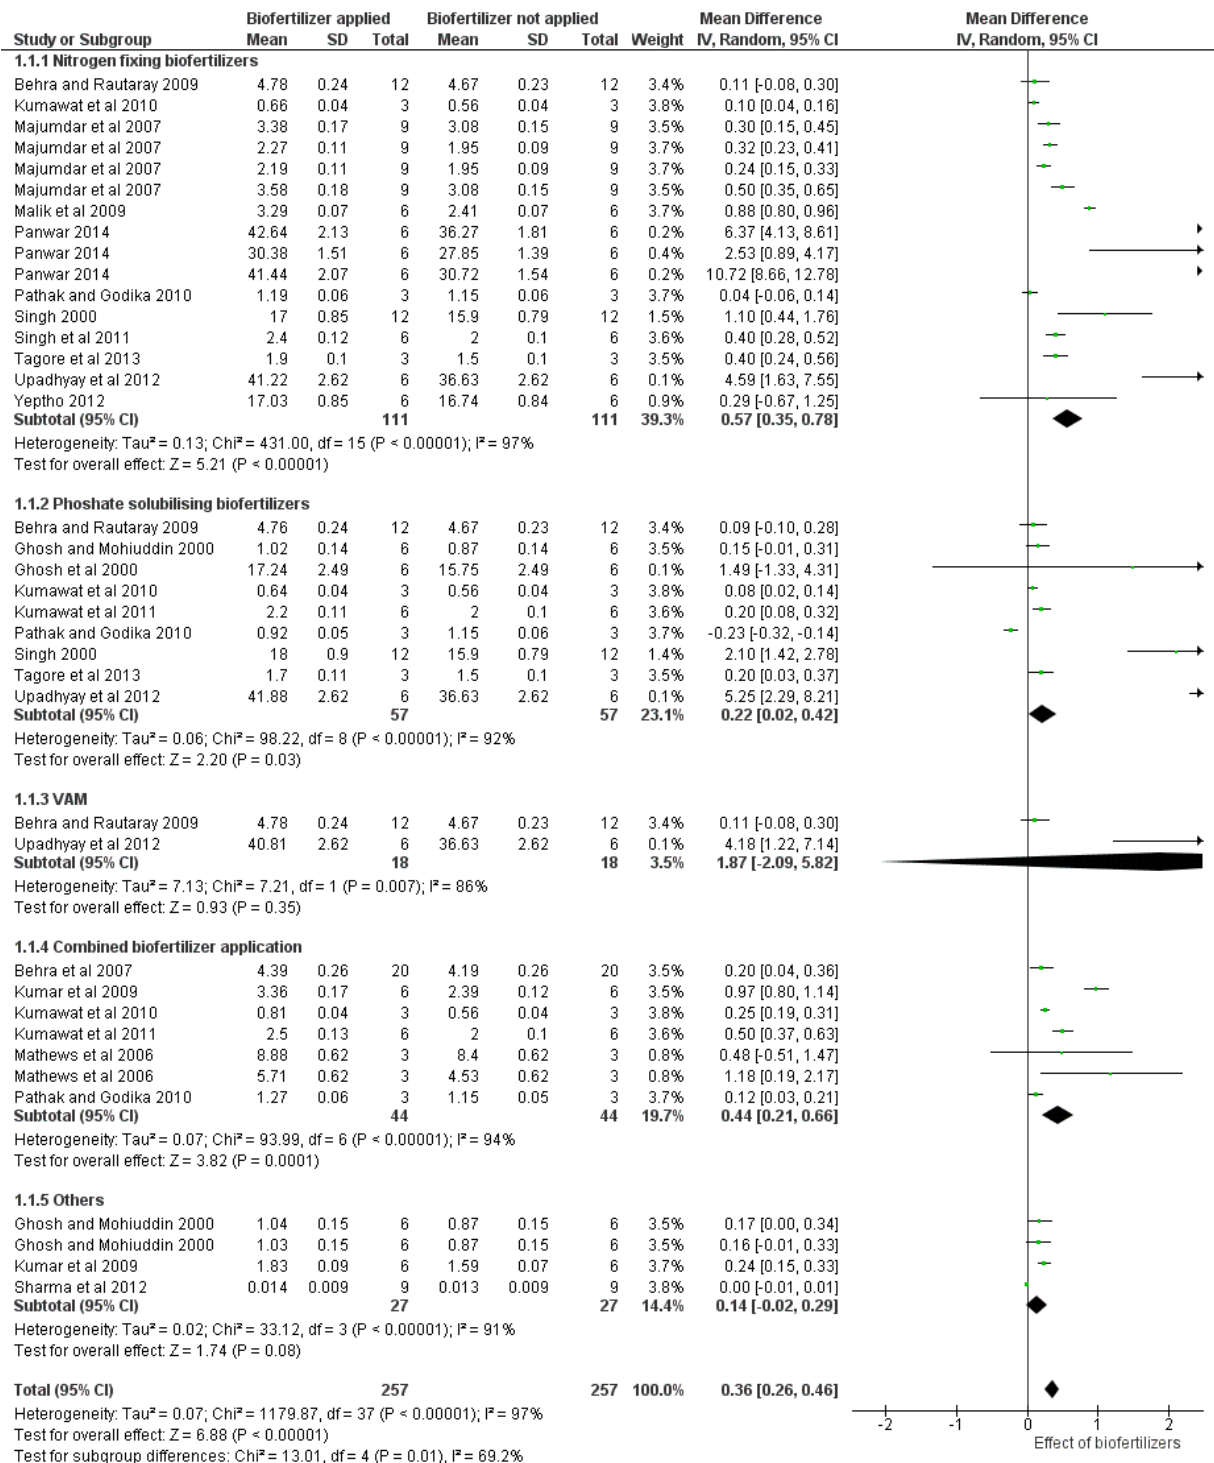 Biofertilizer applied Biofertilizer not applied Mean Difference Mean Difference
Study or Subgroup Mean SD Total Mean SD Total Weight IV, Random, 95% CI IV, Random, 95% CI
1.1.1 Nitrogen fixing biofertilizers
Behra and Rautaray 2009 4.78 0.24 12 4.67 0.23 12 3.4% 0.11 [-0.08, 0.30]
Kumawat et al 2010 0.66 0.04 3 0.56 0.04 3 3.8% 0.10 [0.04, 0.16]
Majumdar et al 2007 3.38 0.17 9 3.08 0.15 9 3.5% 0.30 [0.15, 0.45]
Majumdar et al 2007 2.27 0.11 9 1.95 0.09 9 3.7% 0.32 [0.23, 0.41]
Majumdar et al 2007 2.19 0.11 9 1.95 0.09 9 3.7% 0.24 [0.15, 0.33]
Majumdar et al 2007 3.58 0.18 9 3.08 0.15 9 3.5% 0.50 [0.35, 0.65]
Malik et al 2009 3.29 0.07 6 2.41 0.07 6 3.7% 0.88 [0.80, 0.96]
Panwar 2014 42.64 2.13 6 36.27 1.81 6 0.2% 6.37 [4.13, 8.61]
Panwar 2014 30.38 1.51 6 27.85 1.39 6 0.4% 2.53 [0.89, 4.17]
Panwar 2014 41.44 2.07 6 30.72 1.54 6 0.2% 10.72 [8.66, 12.78]
Pathak and Godika 2010 1.19 0.06 3 1.15 0.06 3 3.7% 0.04 [-0.06, 0.14]
Singh 2000 17 0.85 12 15.9 0.79 12 1.5% 1.10 [0.44, 1.76]
Singh et al 2011 2.4 0.12 6 2 0.1 6 3.6% 0.40 [0.28, 0.52]
Tagore et al 2013 1.9 0.1 3 1.5 0.1 3 3.5% 0.40 [0.24, 0.56]
Upadhyay et al 2012 41.22 2.62 6 36.63 2.62 6 0.1% 4.59 [1.63, 7.55]
Yeptho 2012 17.03 0.85 6 16.74 0.84 6 0.9% 0.29 [-0.67, 1.25]
Subtotal (95% CI) 111 111 39.3% 0.57 [0.35, 0.78]
Heterogeneity: Tau² = 0.13; Chi² = 431.00, df = 15 (P < 0.00001); I² = 97%
Test for overall effect: Z = 5.21 (P < 0.00001)
1.1.2 Phoshate solubilising biofertilizers
Behra and Rautaray 2009 4.76 0.24 12 4.67 0.23 12 3.4% 0.09 [-0.10, 0.28]
Ghosh and Mohiuddin 2000 1.02 0.14 6 0.87 0.14 6 3.5% 0.15 [-0.01, 0.31]
Ghosh et al 2000 17.24 2.49 6 15.75 2.49 6 0.1% 1.49 [-1.33, 4.31]
Kumawat et al 2010 0.64 0.04 3 0.56 0.04 3 3.8% 0.08 [0.02, 0.14]
Kumawat et al 2011 2.2 0.11 6 2 0.1 6 3.6% 0.20 [0.08, 0.32]
Pathak and Godika 2010 0.92 0.05 3 1.15 0.06 3 3.7% -0.23 [-0.32, -0.14]
Singh 2000 18 0.9 12 15.9 0.79 12 1.4% 2.10 [1.42, 2.78]
Tagore et al 2013 1.7 0.11 3 1.5 0.1 3 3.5% 0.20 [0.03, 0.37]
Upadhyay et al 2012 41.88 2.62 6 36.63 2.62 6 0.1% 5.25 [2.29, 8.21]
Subtotal (95% CI) 57 57 23.1% 0.22 [0.02, 0.42]
Heterogeneity: Tau² = 0.06; Chi² = 98.22, df = 8 (P < 0.00001); I² = 92%
Test for overall effect: Z = 2.20 (P = 0.03)
1.1.3 VAM
Behra and Rautaray 2009 4.78 0.24 12 4.67 0.23 12 3.4% 0.11 [-0.08, 0.30]
Upadhyay et al 2012 40.81 2.62 6 36.63 2.62 6 0.1% 4.18 [1.22, 7.14]
Subtotal (95% CI) 18 18 3.5% 1.87 [-2.09, 5.82]
Heterogeneity: Tau² = 7.13; Chi² = 7.21, df = 1 (P = 0.007); I² = 86%
Test for overall effect: Z = 0.93 (P = 0.35)
1.1.4 Combined biofertilizer application
Behra et al 2007 4.39 0.26 20 4.19 0.26 20 3.5% 0.20 [0.04, 0.36]
Kumar et al 2009 3.36 0.17 6 2.39 0.12 6 3.5% 0.97 [0.80, 1.14]
Kumawat et al 2010 0.81 0.04 3 0.56 0.04 3 3.8% 0.25 [0.19, 0.31]
Kumawat et al 2011 2.5 0.13 6 2 0.1 6 3.6% 0.50 [0.37, 0.63]
Mathews et al 2006 8.88 0.62 3 8.4 0.62 3 0.8% 0.48 [-0.51, 1.47]
Mathews et al 2006 5.71 0.62 3 4.53 0.62 3 0.8% 1.18 [0.19, 2.17]
Pathak and Godika 2010 1.27 0.06 3 1.15 0.05 3 3.7% 0.12 [0.03, 0.21]
Subtotal (95% CI) 44 44 19.7% 0.44 [0.21, 0.66]
Heterogeneity: Tau² = 0.07; Chi² = 93.99, df = 6 (P < 0.00001); I² = 94%
Test for overall effect: Z = 3.82 (P = 0.0001)
1.1.5 Others
Ghosh and Mohiuddin 2000 1.04 0.15 6 0.87 0.15 6 3.5% 0.17 [0.00, 0.34]
Ghosh and Mohiuddin 2000 1.03 0.15 6 0.87 0.15 6 3.5% 0.16 [-0.01, 0.33]
Kumar et al 2009 1.83 0.09 6 1.59 0.07 6 3.7% 0.24 [0.15, 0.33]
Sharma et al 2012 0.014 0.009 9 0.013 0.009 9 3.8% 0.00 [-0.01, 0.01]
Subtotal (95% CI) 27 27 14.4% 0.14 [-0.02, 0.29]
Heterogeneity: Tau² = 0.02; Chi² = 33.12, df = 3 (P < 0.00001); I² = 91%
Test for overall effect: Z = 1.74 (P = 0.08)
Total (95% CI) 257 257 100.0% 0.36 [0.26, 0.46]
Heterogeneity: Tau² = 0.07; Chi² = 1179.87, df = 37 (P < 0.00001); I² = 97%
Test for overall effect: Z = 6.88 (P < 0.00001)
Test for subgroup differences: Chi² = 13.01, df = 4 (P = 0.01), I² = 69.2%
-2 -1 0 1 2
Effect of biofertilizers